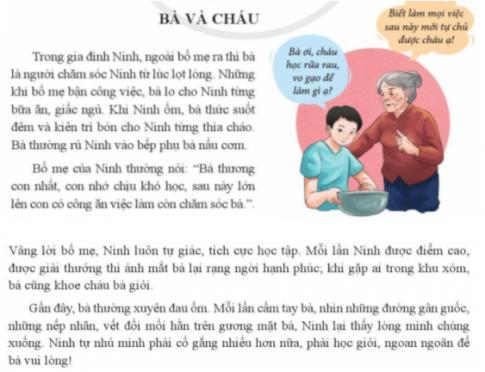 BÀ VÀ CHÁU
Biết làm mọi việc
sau này mới tự chủ
được cháu ạ!
Bà ơi, cháu
học rửa rau,
vo gạo để
làm gì ạ?
Trong gia đình Ninh, ngoài bố mẹ ra thì bà
là người chăm sóc Ninh từ lúc lọt lòng. Những
khi bố mẹ bận công việc, bà lo cho Ninh từng
bữa ăn, giấc ngủ. Khi Ninh ốm, bà thức suốt
đêm và kiên trì bón cho Ninh từng thìa cháo.
Bà thường rủ Ninh vào bếp phụ bà nấu cơm.
Bố mẹ của Ninh thường nói: “Bà thương
con nhất, con nhớ chịu khó học, sau này lớn
lên con có công ăn việc làm còn chăm sóc bà.”.
Vâng lời bố mẹ, Ninh luôn tự giác, tích cực học tập. Mỗi lần Ninh được điểm cao,
được giải thưởng thì ánh mắt bà lại rạng ngời hạnh phúc; khi gặp ai trong khu xóm,
bà cũng khoe cháu bà giỏi.
Gần đây, bà thường xuyên đau ốm. Mỗi lần cầm tay bà, nhìn những đường gân guốc,
những nếp nhăn, vết đồi mồi hằn trên gương mặt bà, Ninh lại thấy lòng mình chùng
xuống. Ninh tự nhủ mình phải cố gắng nhiều hơn nữa, phải học giỏi, ngoan ngoãn để
bà vui lòng!